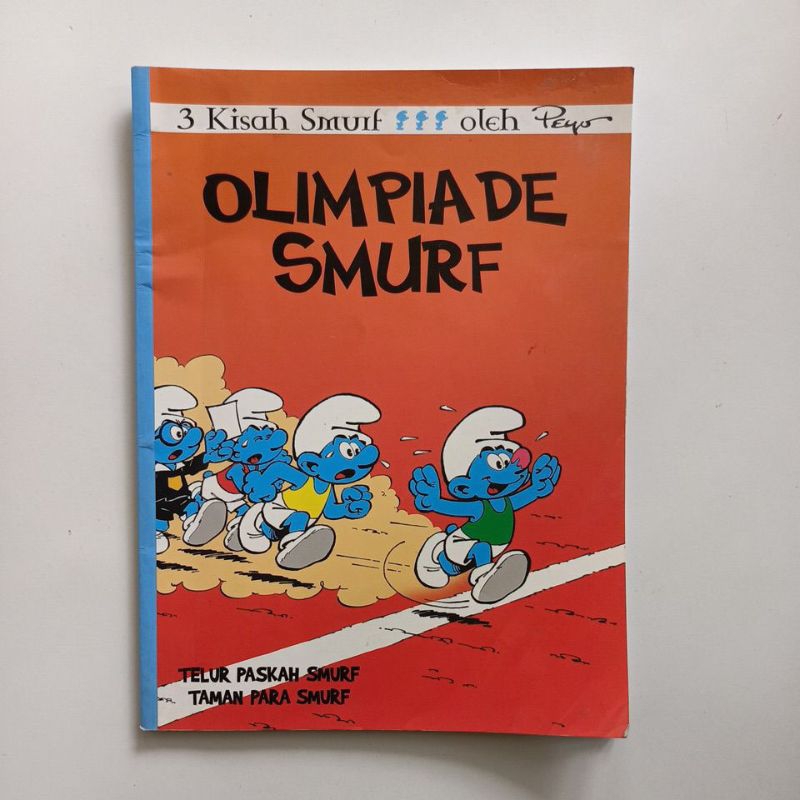 3 Kisah Smurf oleh Peyo
OLIMPIADE
SMURF
TELUR PASKAH SMURF
TAMAN PARA SMURF